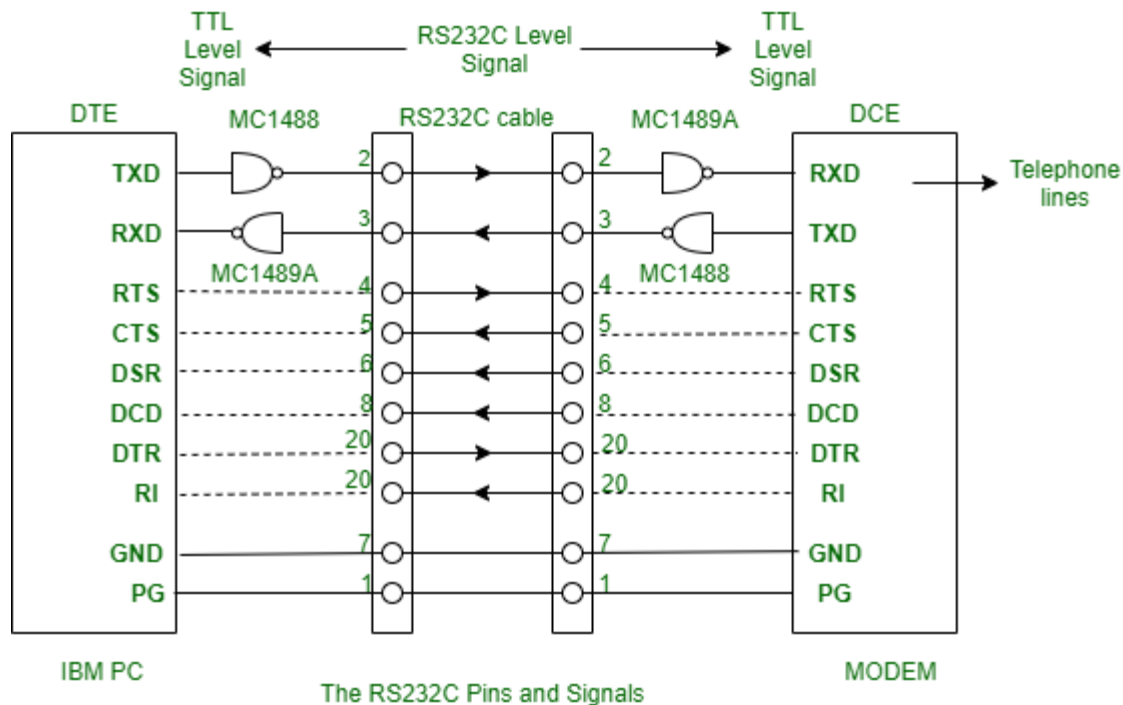 TTL
Level
Signal
RS232C Level
Signal
TTL
Level
Signal
DTE
MC1488
RS232C cable
MC1489A
DCE
TXD 2 2 RXD
Telephone
lines
RXD 3 3 TXD
MC1489A
MC1488
RTS 4 4 RTS
CTS 5 5 CTS
DSR 6 6 DSR
DCD 8 8 DCD
DTR 20 20 DTR
RI 20 20 RI
GND 7 7 GND
PG 1 1 PG
IBM PC
MODEM
The RS232C Pins and Signals